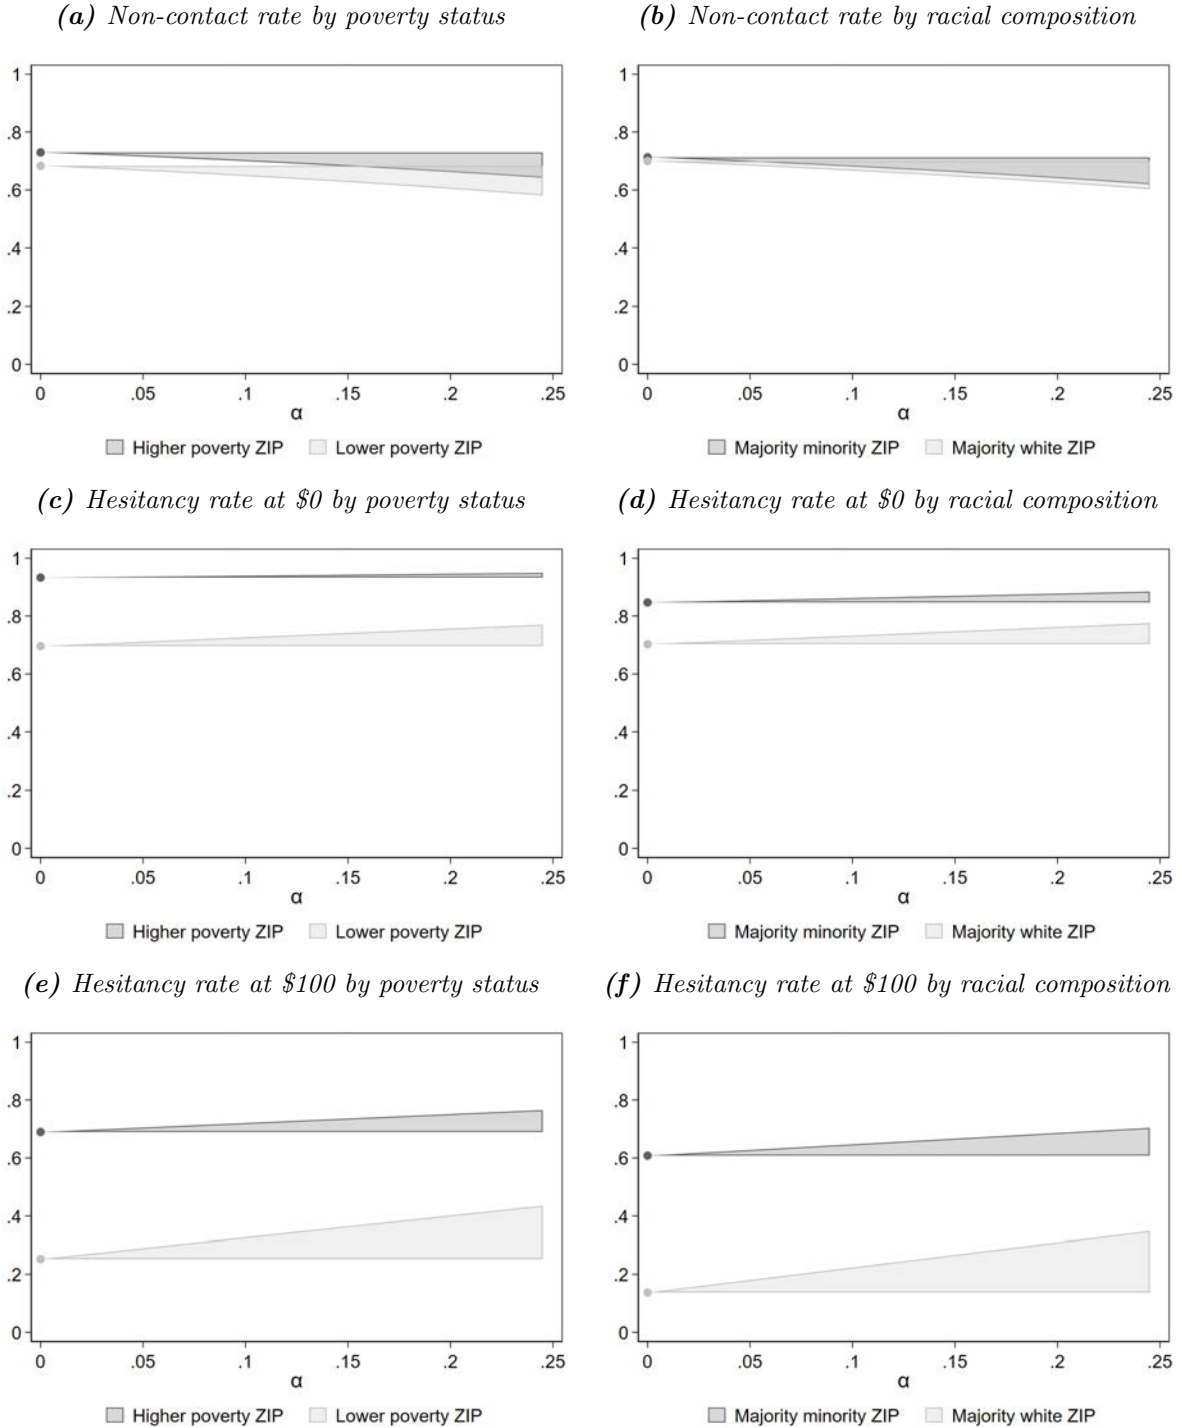 (a) Non-contact rate by poverty status
1
.8
.6
.4
.2
0
0 .05 .1 .15 .2 .25
α
Higher poverty ZIP Lower poverty ZIP
(b) Non-contact rate by racial composition
1
.8
.6
.4
.2
0
0 .05 .1 .15 .2 .25
α
Majority minority ZIP Majority white ZIP
(c) Hesitancy rate at $0 by poverty status
1
.8
.6
.4
.2
0
0 .05 .1 .15 .2 .25
α
Higher poverty ZIP Lower poverty ZIP
(d) Hesitancy rate at $0 by racial composition
1
.8
.6
.4
.2
0
0 .05 .1 .15 .2 .25
α
Majority minority ZIP Majority white ZIP
(e) Hesitancy rate at $100 by poverty status
1
.8
.6
.4
.2
0
0 .05 .1 .15 .2 .25
α
Higher poverty ZIP Lower poverty ZIP
(f) Hesitancy rate at $100 by racial composition
1
.8
.6
.4
.2
0
0 .05 .1 .15 .2 .25
α
Majority minority ZIP Majority white ZIP